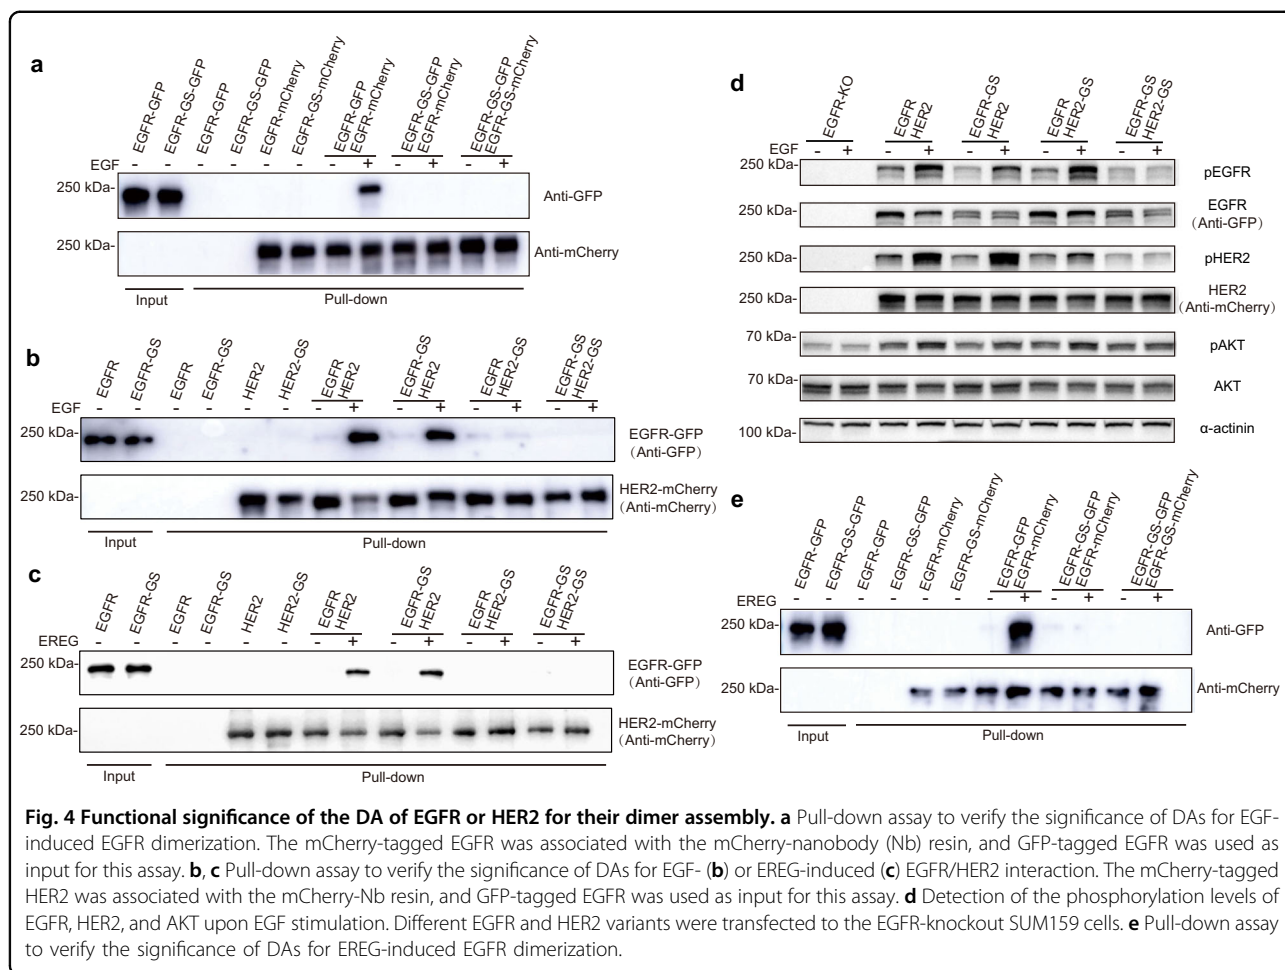 a
EGFR-GFP
EGFR-GS-GFP
EGFR-GFP
EGFR-GS-GFP
EGFR-mCherry
EGFR-GS-mCherry
EGFR-GFP
EGFR-mCherry
EGFR-GS-GFP
EGFR-mCherry
EGFR-GS-GFP
EGFR-GS-mCherry
EGF - - - - - - - + - + - +
250 kDa- Anti-GFP
250 kDa- Anti-mCherry
Input Pull-down
b
EGFR
EGFR-GS
EGFR
EGFR-GS
HER2
HER2-GS
EGFR
HER2
EGFR-GS
HER2
EGFR
HER2-GS
EGFR-GS
HER2-GS
EGF - - - - - - - + - + - + - +
250 kDa- EGFR-GFP
(Anti-GFP)
250 kDa- HER2-mCherry
(Anti-mCherry)
Input Pull-down
c
EGFR
EGFR-GS
EGFR
EGFR-GS
HER2
HER2-GS
EGFR
HER2
EGFR-GS
HER2
EGFR
HER2-GS
EGFR-GS
HER2-GS
EREG - - - - - - - + - + - + - +
250 kDa- EGFR-GFP
(Anti-GFP)
250 kDa- HER2-mCherry
(Anti-mCherry)
Input Pull-down
d
EGFR-KO
EGFR
HER2
EGFR-GS
HER2
EGFR
HER2-GS
EGFR-GS
HER2-GS
EGF - + - + - + - + - +
250 kDa- pEGFR
250 kDa- EGFR
(Anti-GFP)
250 kDa- pHER2
250 kDa- HER2
(Anti-mCherry)
70 kDa- pAKT
70 kDa- AKT
100 kDa- α-actinin
e
EGFR-GFP
EGFR-GS-GFP
EGFR-GFP
EGFR-GS-GFP
EGFR-mCherry
EGFR-GS-mCherry
EGFR-GFP
EGFR-mCherry
EGFR-GS-GFP
EGFR-mCherry
EGFR-GS-GFP
EGFR-GS-mCherry
EREG - - - - - - - + - + - +
250 kDa- Anti-GFP
250 kDa- Anti-mCherry
Input Pull-down
Fig. 4 Functional significance of the DA of EGFR or HER2 for their dimer assembly. a Pull-down assay to verify the significance of DAs for EGF-
induced EGFR dimerization. The mCherry-tagged EGFR was associated with the mCherry-nanobody (Nb) resin, and GFP-tagged EGFR was used as
input for this assay. b, c Pull-down assay to verify the significance of DAs for EGF- (b) or EREG-induced (c) EGFR/HER2 interaction. The mCherry-tagged
HER2 was associated with the mCherry-Nb resin, and GFP-tagged EGFR was used as input for this assay. d Detection of the phosphorylation levels of
EGFR, HER2, and AKT upon EGF stimulation. Different EGFR and HER2 variants were transfected to the EGFR-knockout SUM159 cells. e Pull-down assay
to verify the significance of DAs for EREG-induced EGFR dimerization.